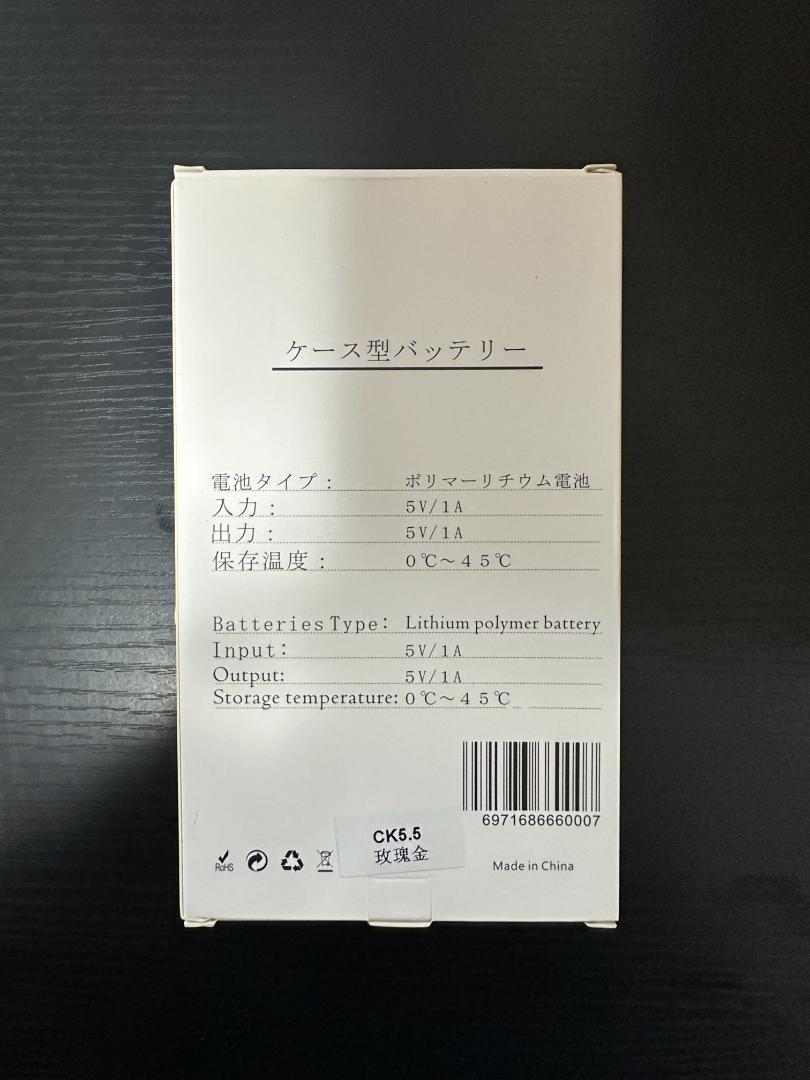 ケース型バッテリー
電池タイプ： ポリマーリチウム電池
入力： 5V/1A
出力： 5V/1A
保存温度： 0℃～45℃
Batteries Type: Lithium polymer battery
Input: 5V/1A
Output: 5V/1A
Storage temperature: 0℃～45℃
6971686660007
CK5.5
玫瑰金
RoHS
Made in China